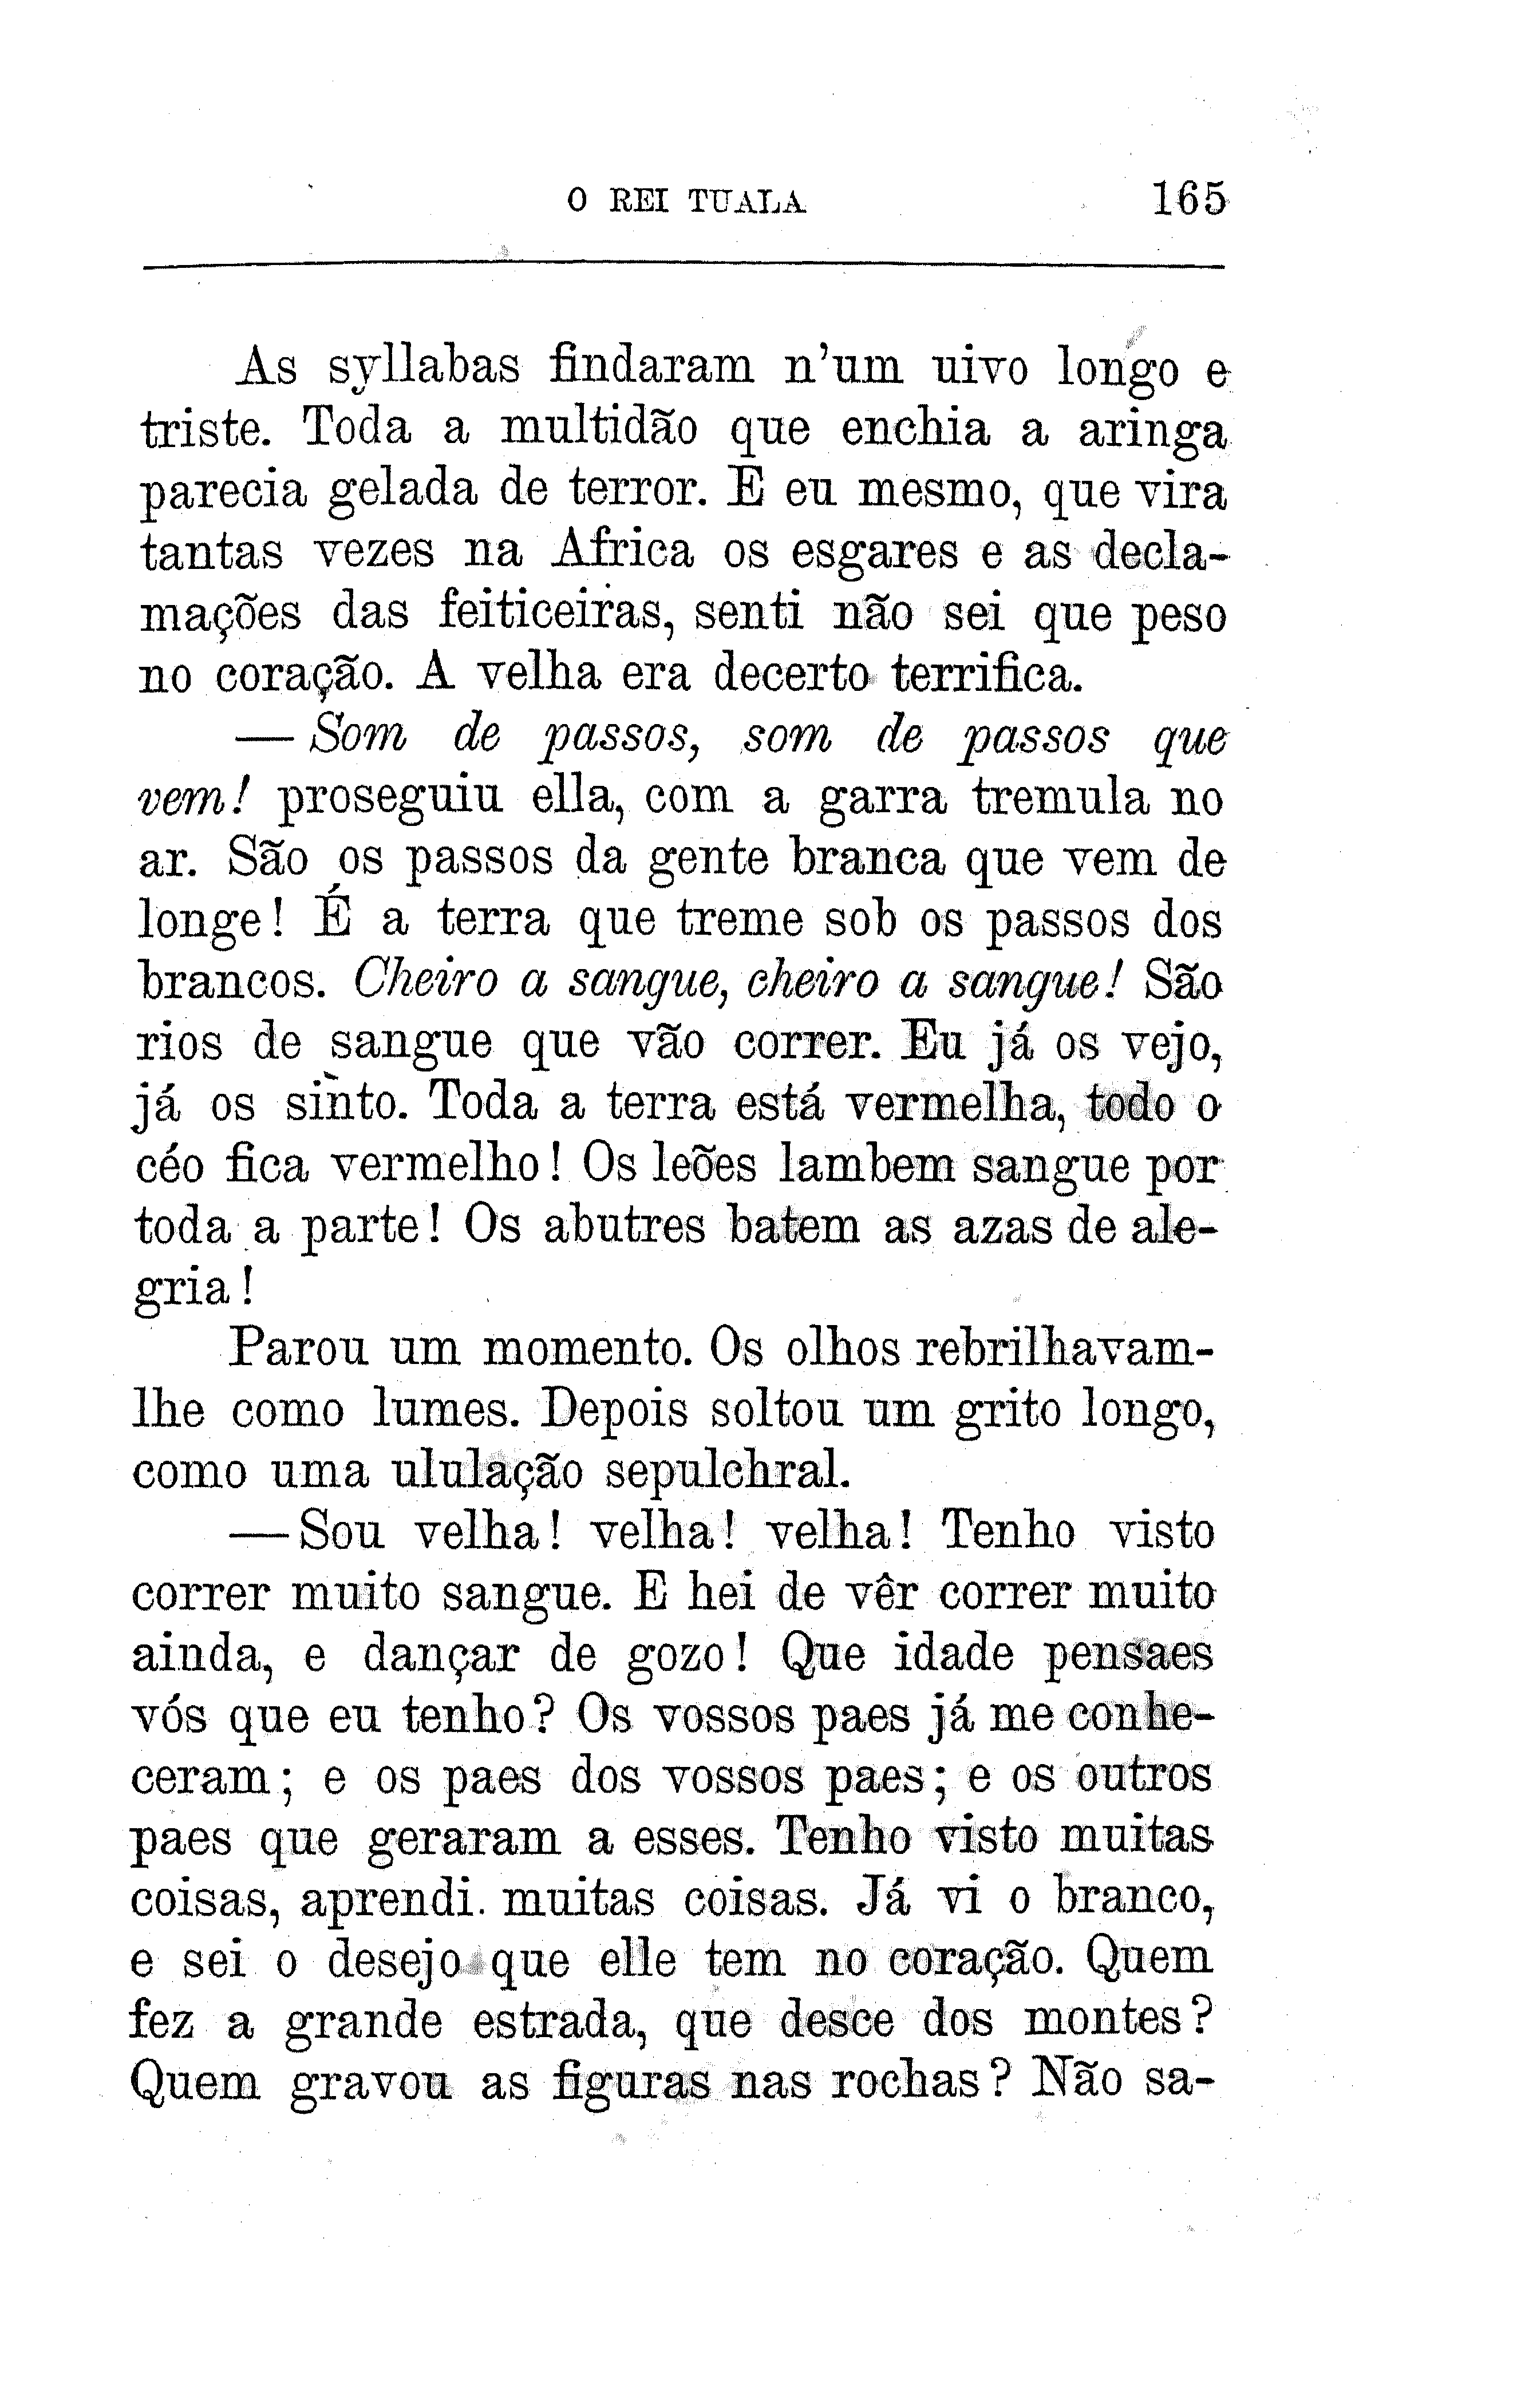 O REI TUALA 165
As syllabas findaram n'um uivo longo e
triste. Toda a multidão que enchia a aringa
parecia gelada de terror. E eu mesmo, que vira
tantas vezes na Africa os esgares e as decla-
mações das feiticeiras, senti não sei que peso
no coração. A velha era decerto terrifica.
— Som de passos, som de passos que
vem! proseguiu ella, com a garra tremula no
ar. São os passos da gente branca que vem de
longe! É a terra que treme sob os passos dos
brancos. Cheiro a sangue, cheiro a sangue! São
rios de sangue que vão correr. Eu já os vejo,
já os sinto. Toda a terra está vermelha, todo o
céo fica vermelho! Os leões lambem sangue por
toda a parte! Os abutres batem as azas de ale-
gria!
Parou um momento. Os olhos rebrilhavam-
lhe como lumes. Depois soltou um grito longo,
como uma ululação sepulchral.
— Sou velha! velha! velha! Tenho visto
correr muito sangue. E hei de vêr correr muito
ainda, e dançar de gozo! Que idade pensaes
vós que eu tenho? Os vossos paes já me conhe-
ceram; e os paes dos vossos paes; e os outros
paes que geraram a esses. Tenho visto muitas
coisas, aprendi. muitas coisas. Já vi o branco,
e sei o desejo que elle tem no coração. Quem
fez a grande estrada, que desce dos montes?
Quem gravou as figuras nas rochas? Não sa-